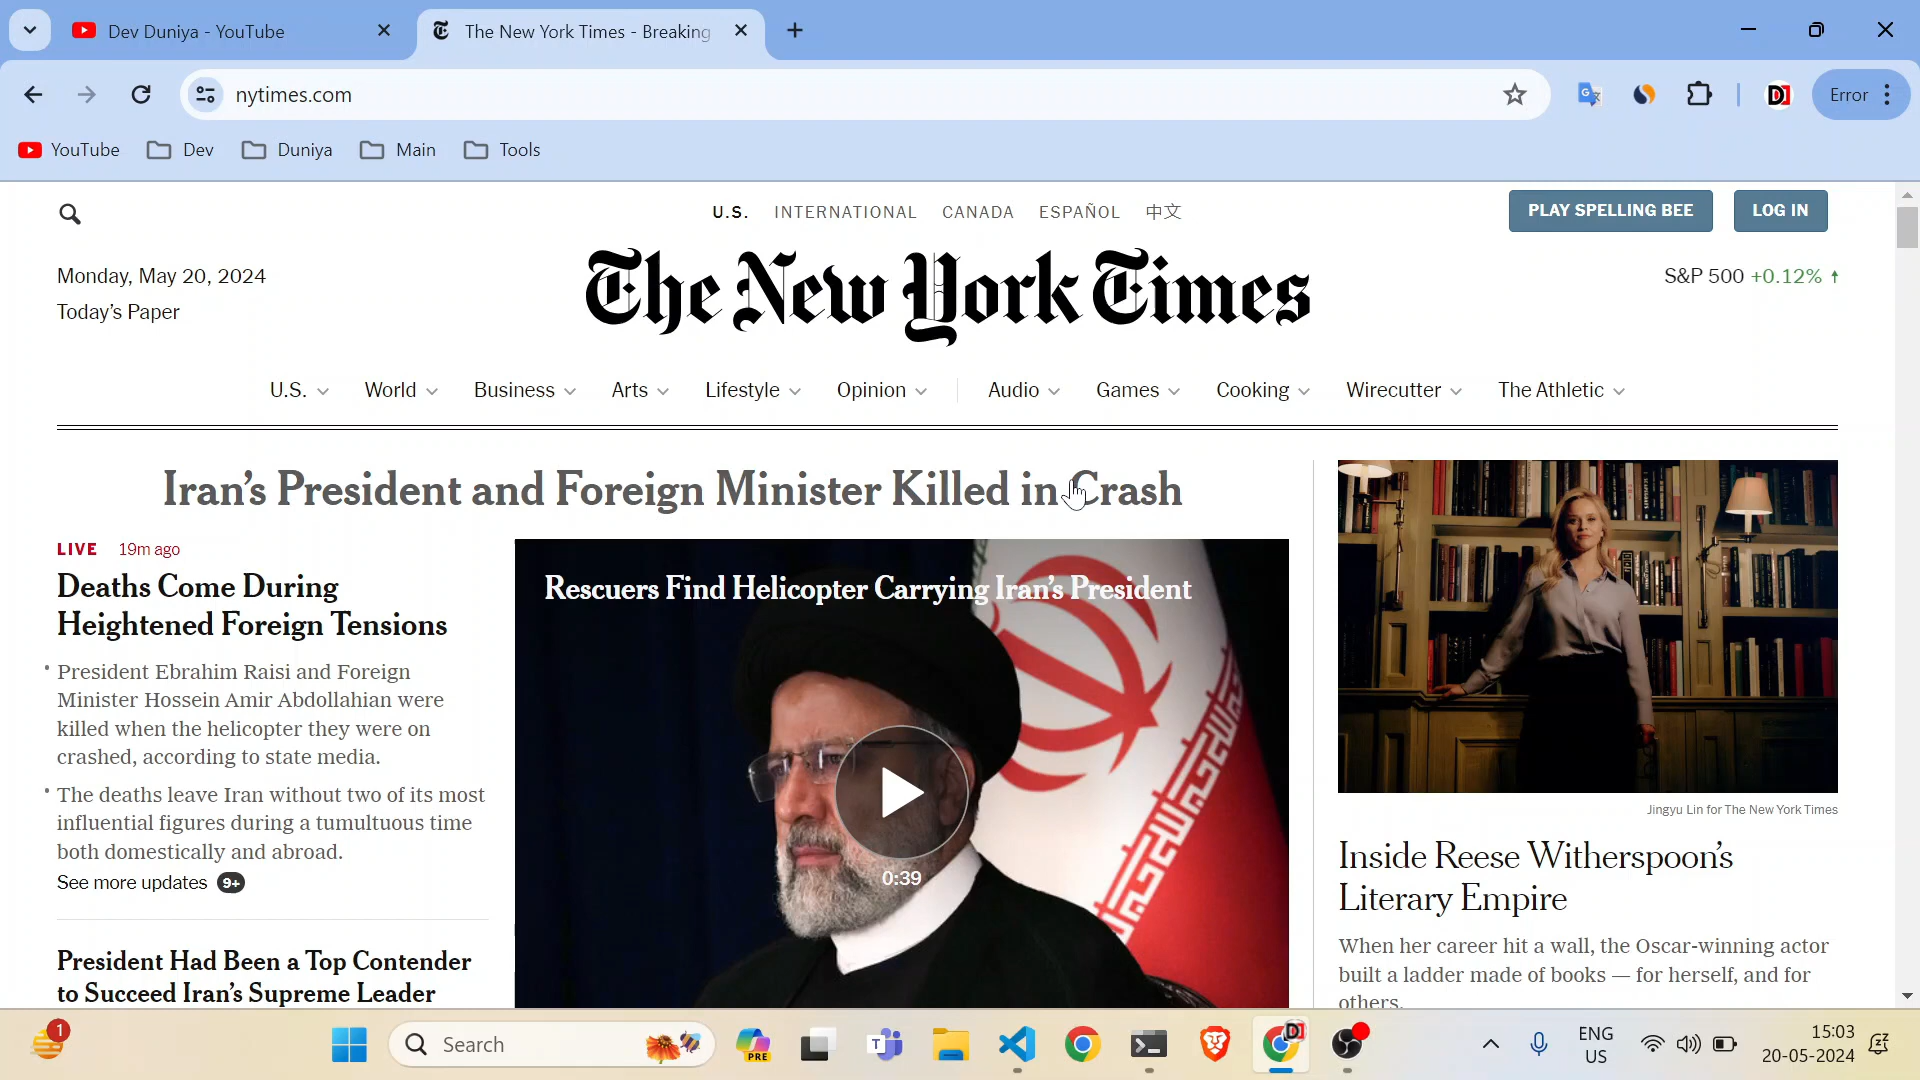 Dev Duniya - YouTube
The New York Times - Breaking
nytimes.com
Error
YouTube
Dev
Duniya
Main
Tools
U.S. INTERNATIONAL CANADA ESPAÑOL 中文
PLAY SPELLING BEE
LOG IN
Monday, May 20, 2024
Today's Paper
The New York Times
S&P 500 +0.12% ↑
U.S. World Business Arts Lifestyle Opinion Audio Games Cooking Wirecutter The Athletic
Iran's President and Foreign Minister Killed in Crash
LIVE 19m ago
Deaths Come During
Heightened Foreign Tensions
President Ebrahim Raisi and Foreign
Minister Hossein Amir Abdollahian were
killed when the helicopter they were on
crashed, according to state media.
The deaths leave Iran without two of its most
influential figures during a tumultuous time
both domestically and abroad.
See more updates 9+
President Had Been a Top Contender
to Succeed Iran's Supreme Leader
Rescuers Find Helicopter Carrying Iran's President
0:39
Jingyu Lin for The New York Times
Inside Reese Witherspoon's
Literary Empire
When her career hit a wall, the Oscar-winning actor
built a ladder made of books — for herself, and for
others.
1
Search
PRE
ENG
US
15:03
20-05-2024